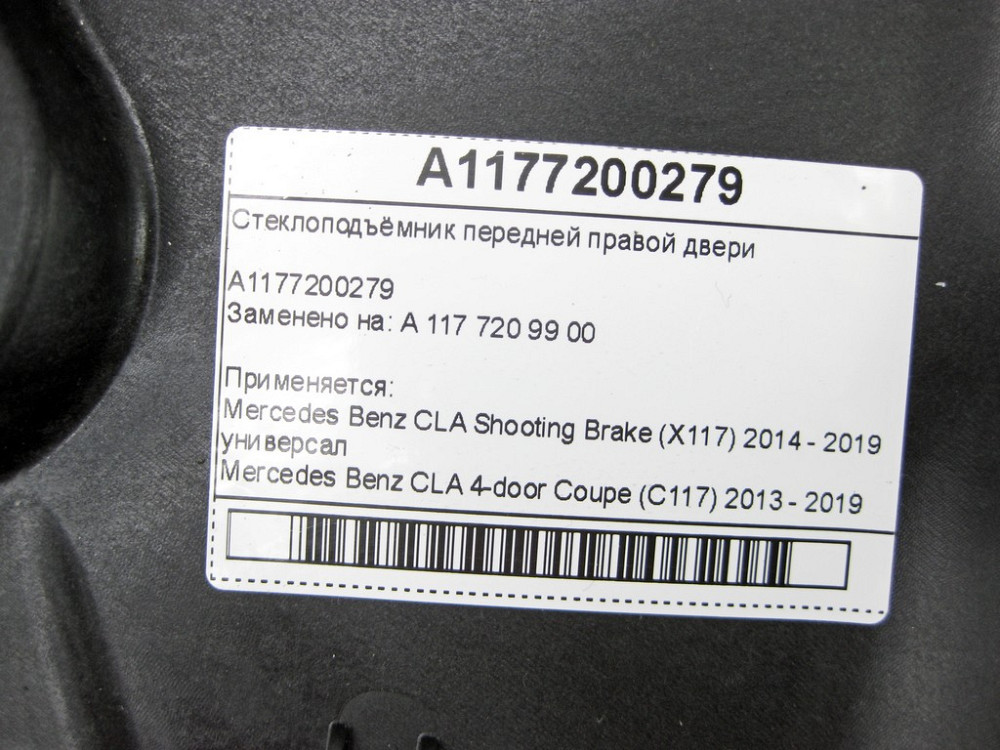 A1177200279
Стеклоподъёмник передней правой двери
A1177200279
Заменено на: A 117 720 99 00
Применяется:
Mercedes Benz CLA Shooting Brake (X117) 2014 - 2019
универсал
Mercedes Benz CLA 4-door Coupe (C117) 2013 - 2019